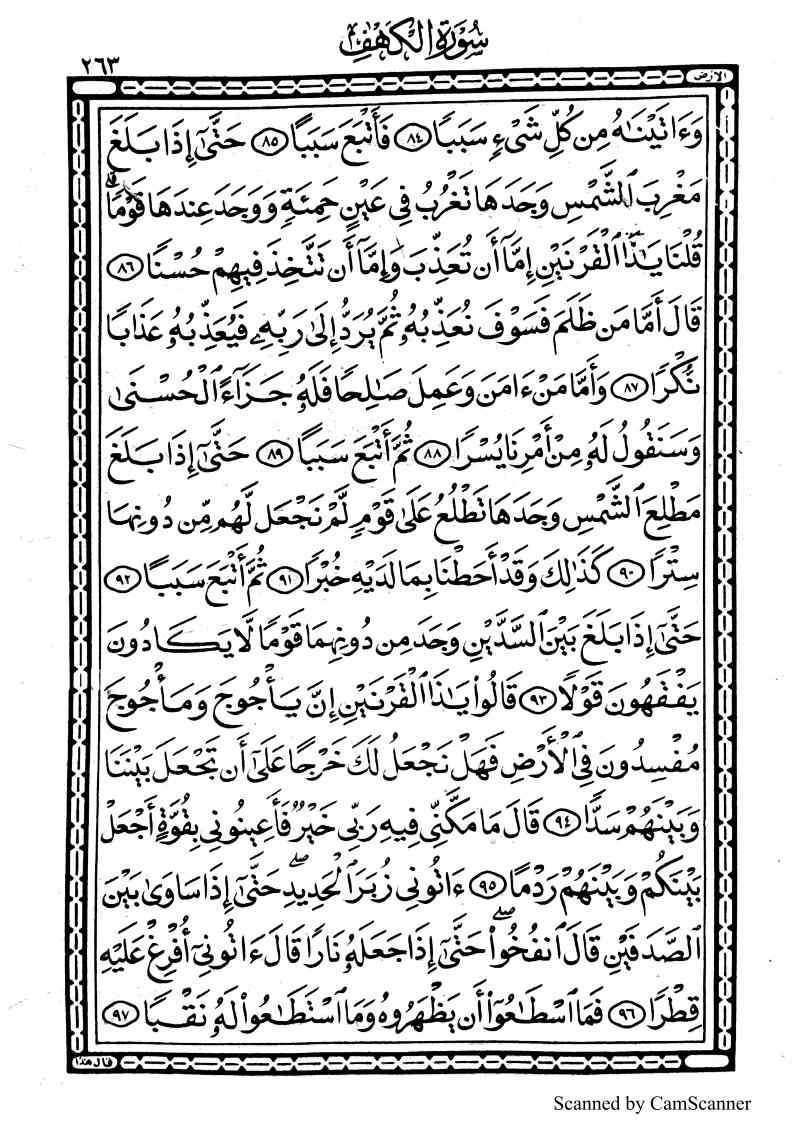 سُورَةُ الكَهْفِ
٢٦٣
الارض
وَءَاتَيْنَٰهُ مِن كُلِّ شَىْءٍ سَبَبًا ٨٤ فَأَتْبَعَ سَبَبًا ٨٥ حَتَّىٰٓ إِذَا بَلَغَ
مَغْرِبَ ٱلشَّمْسِ وَجَدَهَا تَغْرُبُ فِى عَيْنٍ حَمِئَةٍ وَوَجَدَ عِندَهَا قَوْمًا ۗ
قُلْنَا يَٰذَا ٱلْقَرْنَيْنِ إِمَّآ أَن تُعَذِّبَ وَإِمَّآ أَن تَتَّخِذَ فِيهِمْ حُسْنًا ٨٦
قَالَ أَمَّا مَن ظَلَمَ فَسَوْفَ نُعَذِّبُهُۥ ثُمَّ يُرَدُّ إِلَىٰ رَبِّهِۦ فَيُعَذِّبُهُۥ عَذَابًا
نُّكْرًا ٨٧ وَأَمَّا مَنْ ءَامَنَ وَعَمِلَ صَٰلِحًا فَلَهُۥ جَزَآءً ٱلْحُسْنَىٰ
وَسَنَقُولُ لَهُۥ مِنْ أَمْرِنَا يُسْرًا ٨٨ ثُمَّ أَتْبَعَ سَبَبًا ٨٩ حَتَّىٰٓ إِذَا بَلَغَ
مَطْلِعَ ٱلشَّمْسِ وَجَدَهَا تَطْلُعُ عَلَىٰ قَوْمٍ لَّمْ نَجْعَل لَّهُم مِّن دُونِهَا
سِتْرًا ٩٠ كَذَٰلِكَ وَقَدْ أَحَطْنَا بِمَا لَدَيْهِ خُبْرًا ٩١ ثُمَّ أَتْبَعَ سَبَبًا ٩٢
حَتَّىٰٓ إِذَا بَلَغَ بَيْنَ ٱلسَّدَّيْنِ وَجَدَ مِن دُونِهِمَا قَوْمًا لَّا يَكَادُونَ
يَفْقَهُونَ قَوْلًا ٩٣ قَالُوا۟ يَٰذَا ٱلْقَرْنَيْنِ إِنَّ يَأْجُوجَ وَمَأْجُوجَ
مُفْسِدُونَ فِى ٱلْأَرْضِ فَهَلْ نَجْعَلُ لَكَ خَرْجًا عَلَىٰٓ أَن تَجْعَلَ بَيْنَنَا
وَبَيْنَهُمْ سَدًّا ٩٤ قَالَ مَا مَكَّنِّى فِيهِ رَبِّى خَيْرٌ فَأَعِينُونِى بِقُوَّةٍ أَجْعَلْ
بَيْنَكُمْ وَبَيْنَهُمْ رَدْمًا ٩٥ ءَاتُونِى زُبَرَ ٱلْحَدِيدِ ۖ حَتَّىٰٓ إِذَا سَاوَىٰ بَيْنَ
ٱلصَّدَفَيْنِ قَالَ ٱنفُخُوا۟ ۖ حَتَّىٰٓ إِذَا جَعَلَهُۥ نَارًا قَالَ ءَاتُونِىٓ أُفْرِغْ عَلَيْهِ
قِطْرًا ٩٦ فَمَا ٱسْطَٰعُوٓا۟ أَن يَظْهَرُوهُ وَمَا ٱسْتَطَٰعُوا۟ لَهُۥ نَقْبًا ٩٧
قال هذا
Scanned by CamScanner